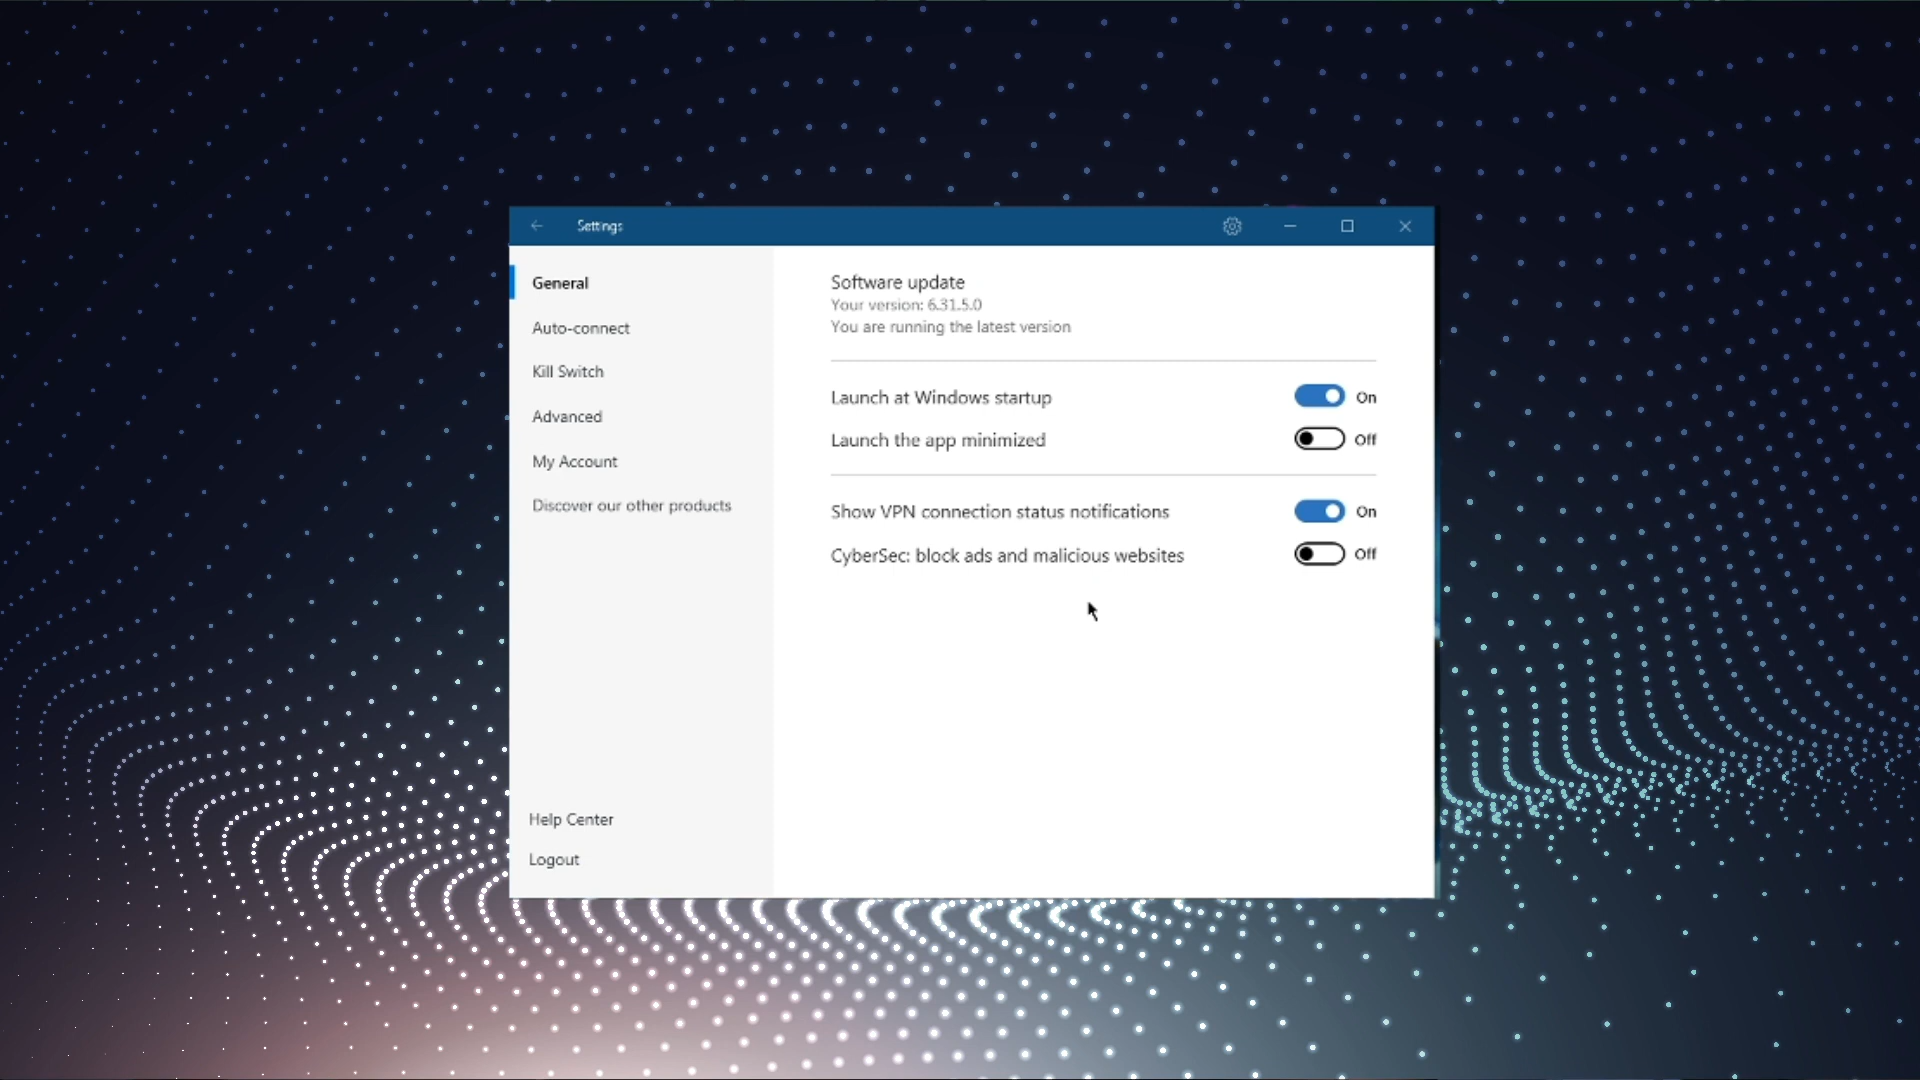 Settings
General
Auto-connect
Kill Switch
Advanced
My Account
Discover our other products
Help Center
Logout
Software update
Your version: 6.31.5.0
You are running the latest version
Launch at Windows startup On
Launch the app minimized Off
Show VPN connection status notifications On
CyberSec: block ads and malicious websites Off